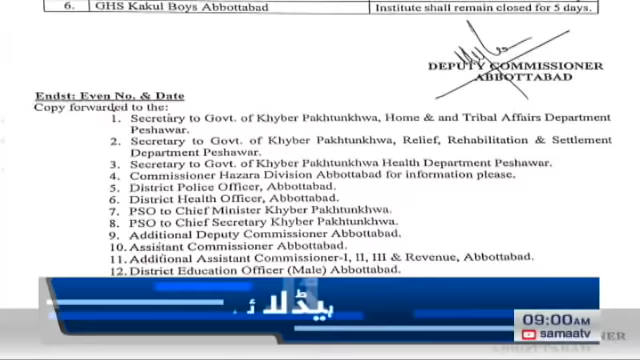 6. GHS Kakul Boys Abbottabad Institute shall remain closed for 5 days.
DEPUTY COMMISSIONER
ABBOTTABAD
Endst: Even No. & Date
Copy forwarded to the:
1. Secretary to Govt. of Khyber Pakhtunkhwa, Home & and Tribal Affairs Department
Peshawar.
2. Secretary to Govt. of Khyber Pakhtunkhwa, Relief, Rehabilitation & Settlement
Department Peshawar.
3. Secretary to Govt. of Khyber Pakhtunkhwa Health Department Peshawar.
4. Commissioner Hazara Division Abbottabad for information please.
5. District Police Officer, Abbottabad.
6. District Health Officer, Abbottabad.
7. PSO to Chief Minister Khyber Pakhtunkhwa.
8. PSO to Chief Secretary Khyber Pakhtunkhwa.
9. Additional Deputy Commissioner Abbottabad.
10. Assistant Commissioner Abbottabad.
11. Additional Assistant Commissioner-I, II, III & Revenue, Abbottabad.
12. District Education Officer (Male) Abbottabad.
09:00AM
samaatv